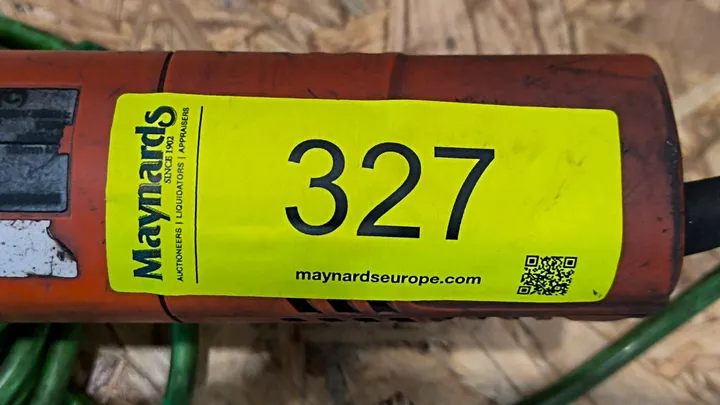 Maynards
SINCE 1902
AUCTIONEERS | LIQUIDATORS | APPRAISERS
327
maynardseurope.com